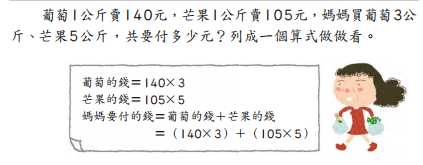 葡萄1公斤賣140元，芒果1公斤賣105元，媽媽買葡萄3公
斤、芒果5公斤，共要付多少元？列成一個算式做做看。
葡萄的錢＝140×3
芒果的錢＝105×5
媽媽要付的錢＝葡萄的錢＋芒果的錢
＝（140×3）＋（105×5）